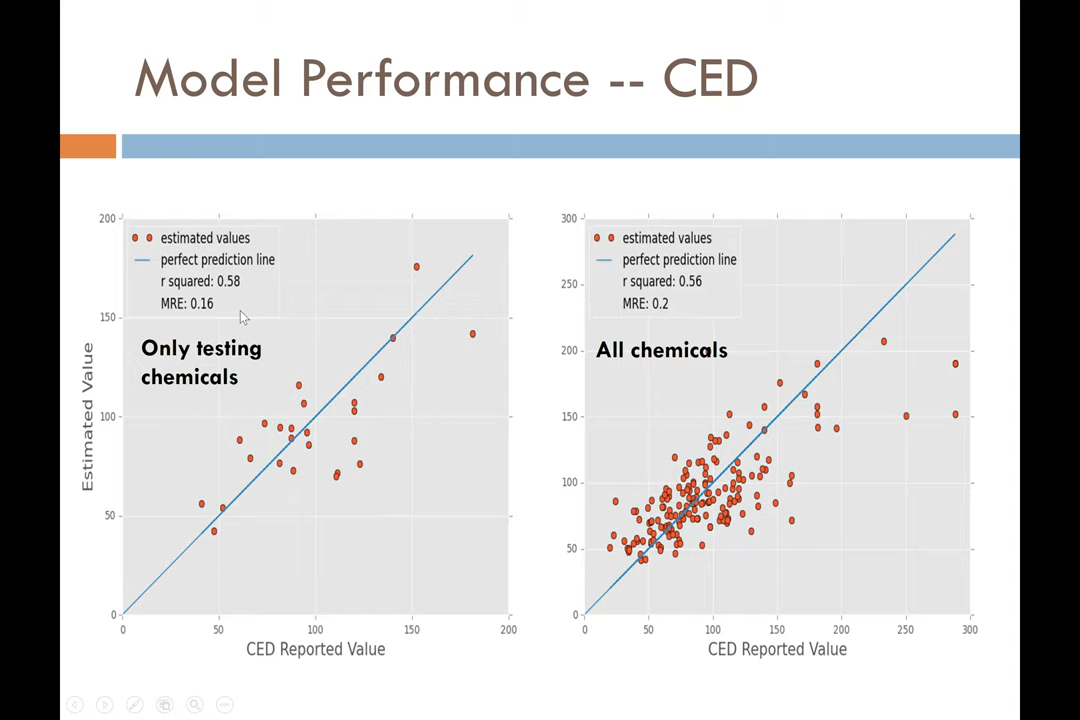 Model Performance -- CED
200
150
100
50
0
Estimated Value
estimated values
perfect prediction line
r squared: 0.58
MRE: 0.16
Only testing
chemicals
0 50 100 150 200
CED Reported Value
300
250
200
150
100
50
0
estimated values
perfect prediction line
r squared: 0.56
MRE: 0.2
All chemicals
0 50 100 150 200 250 300
CED Reported Value